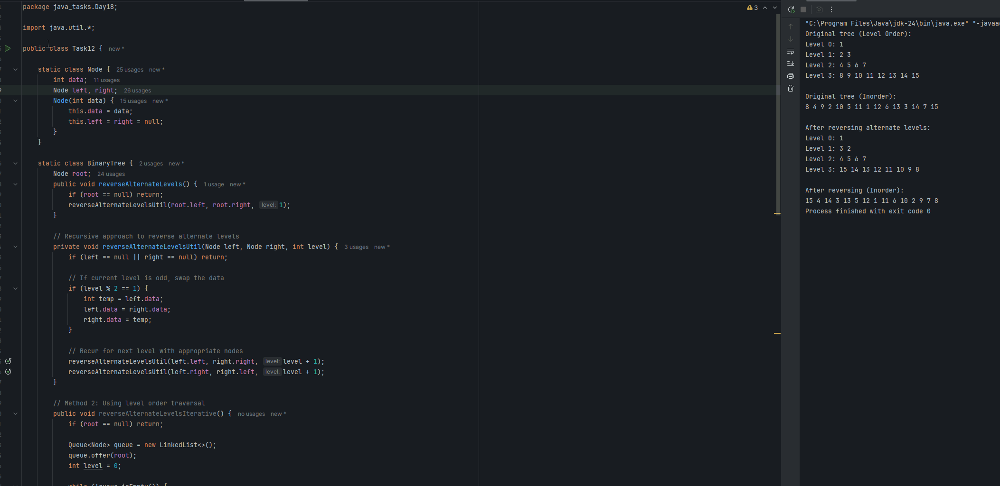 package java_tasks.Day18;
import java.util.*;
public class Task12 { new *
static class Node { 25 usages new *
int data; 11 usages
Node left, right; 26 usages
Node(int data) { 15 usages new *
this.data = data;
this.left = right = null;
}
}
static class BinaryTree { 2 usages new *
Node root; 24 usages
public void reverseAlternateLevels() { 1 usage new *
if (root == null) return;
reverseAlternateLevelsUtil(root.left, root.right, level: 1);
}
// Recursive approach to reverse alternate levels
private void reverseAlternateLevelsUtil(Node left, Node right, int level) { 3 usages new *
if (left == null || right == null) return;
// If current level is odd, swap the data
if (level % 2 == 1) {
int temp = left.data;
left.data = right.data;
right.data = temp;
}
// Recur for next level with appropriate nodes
reverseAlternateLevelsUtil(left.left, right.right, level: level + 1);
reverseAlternateLevelsUtil(left.right, right.left, level: level + 1);
}
// Method 2: Using level order traversal
public void reverseAlternateLevelsIterative() { no usages new *
if (root == null) return;
Queue<Node> queue = new LinkedList<>();
queue.offer(root);
int level = 0;
while (!queue.isEmpty()) {
3
"C:\Program Files\Java\jdk-24\bin\java.exe" "-javaa
Original tree (Level Order):
Level 0: 1
Level 1: 2 3
Level 2: 4 5 6 7
Level 3: 8 9 10 11 12 13 14 15
Original tree (Inorder):
8 4 9 2 10 5 11 1 12 6 13 3 14 7 15
After reversing alternate levels:
Level 0: 1
Level 1: 3 2
Level 2: 4 5 6 7
Level 3: 15 14 13 12 11 10 9 8
After reversing (Inorder):
15 4 14 3 13 5 12 1 11 6 10 2 9 7 8
Process finished with exit code 0